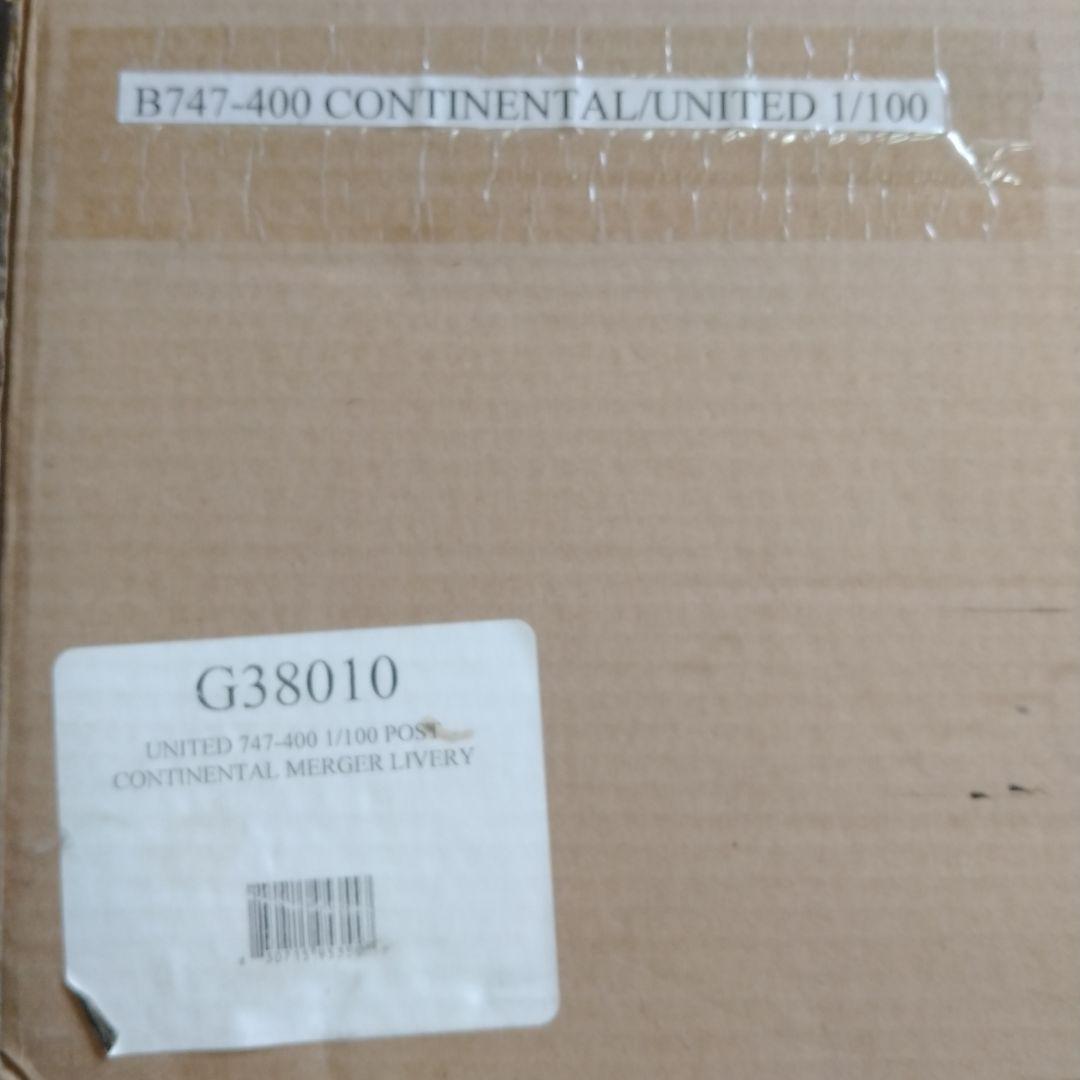 B747-400 CONTINENTAL/UNITED 1/100
G38010
UNITED 747-400 1/100 POST
CONTINENTAL MERGER LIVERY